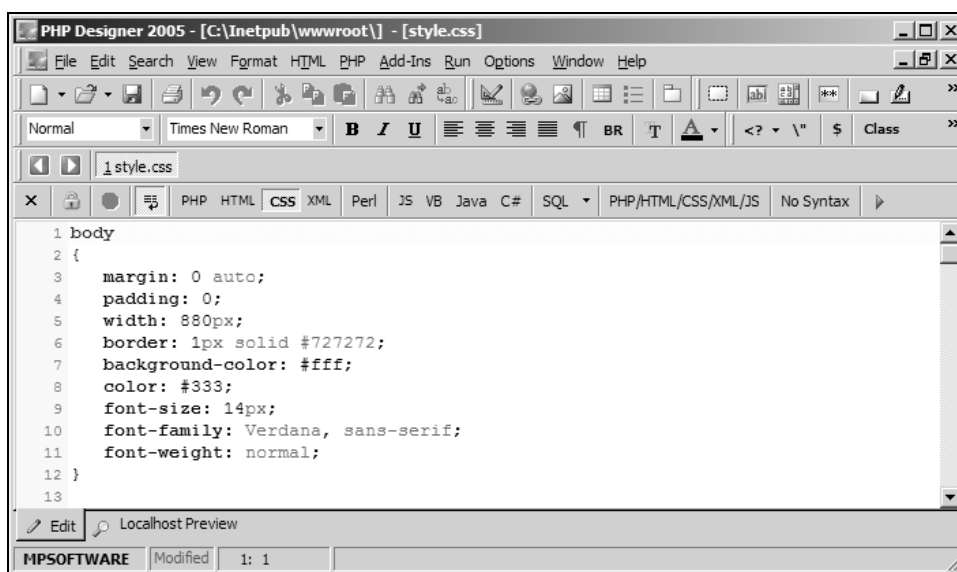 PHP Designer 2005 - [C:\Inetpub\wwwroot\] - [style.css]
File Edit Search View Format HTML PHP Add-Ins Run Options Window Help
Normal Times New Roman B I U ¶ BR T A <? \" $ Class »
1 style.css
PHP HTML CSS XML Perl JS VB Java C# SQL PHP/HTML/CSS/XML/JS No Syntax
1 body
2 {
3 margin: 0 auto;
4 padding: 0;
5 width: 880px;
6 border: 1px solid #727272;
7 background-color: #fff;
8 color: #333;
9 font-size: 14px;
10 font-family: Verdana, sans-serif;
11 font-weight: normal;
12 }
13
Edit Localhost Preview
MPSOFTWARE Modified 1: 1